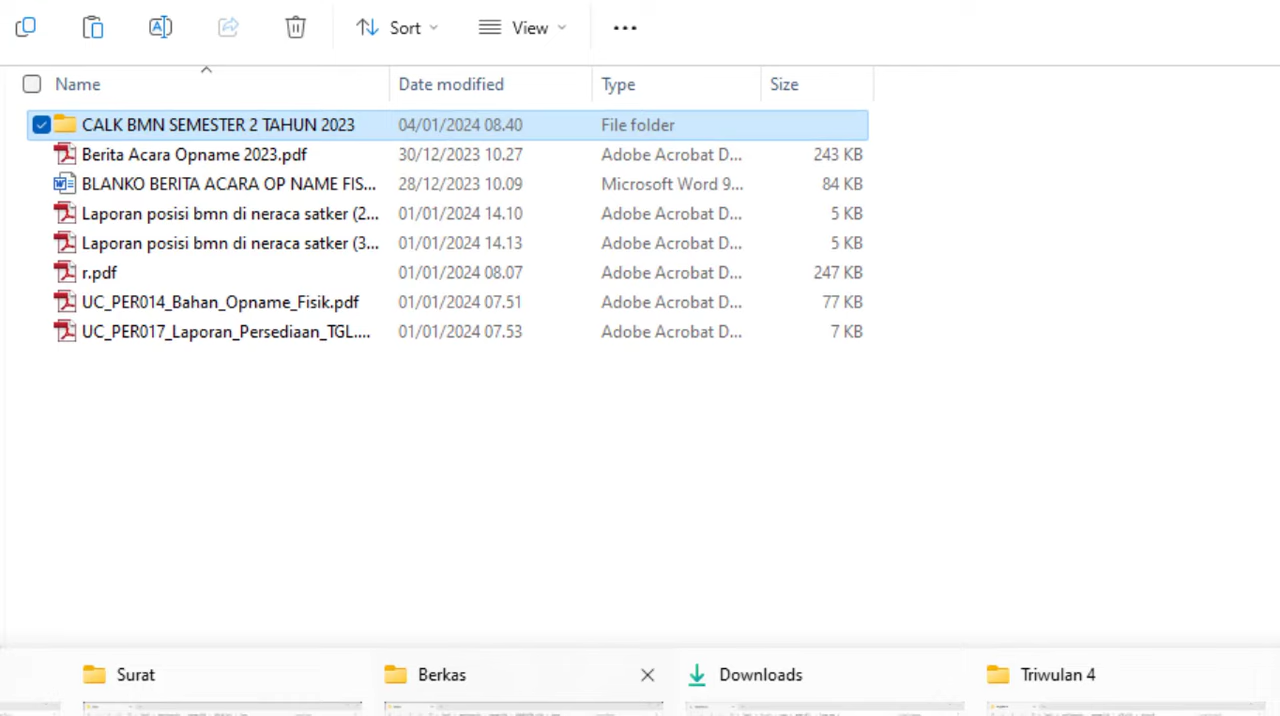 Sort View
Name Date modified Type Size
CALK BMN SEMESTER 2 TAHUN 2023 04/01/2024 08.40 File folder
Berita Acara Opname 2023.pdf 30/12/2023 10.27 Adobe Acrobat D... 243 KB
BLANKO BERITA ACARA OP NAME FIS... 28/12/2023 10.09 Microsoft Word 9... 84 KB
Laporan posisi bmn di neraca satker (2... 01/01/2024 14.10 Adobe Acrobat D... 5 KB
Laporan posisi bmn di neraca satker (3... 01/01/2024 14.13 Adobe Acrobat D... 5 KB
r.pdf 01/01/2024 08.07 Adobe Acrobat D... 247 KB
UC_PER014_Bahan_Opname_Fisik.pdf 01/01/2024 07.51 Adobe Acrobat D... 77 KB
UC_PER017_Laporan_Persediaan_TGL.... 01/01/2024 07.53 Adobe Acrobat D... 7 KB
Surat Berkas Downloads Triwulan 4